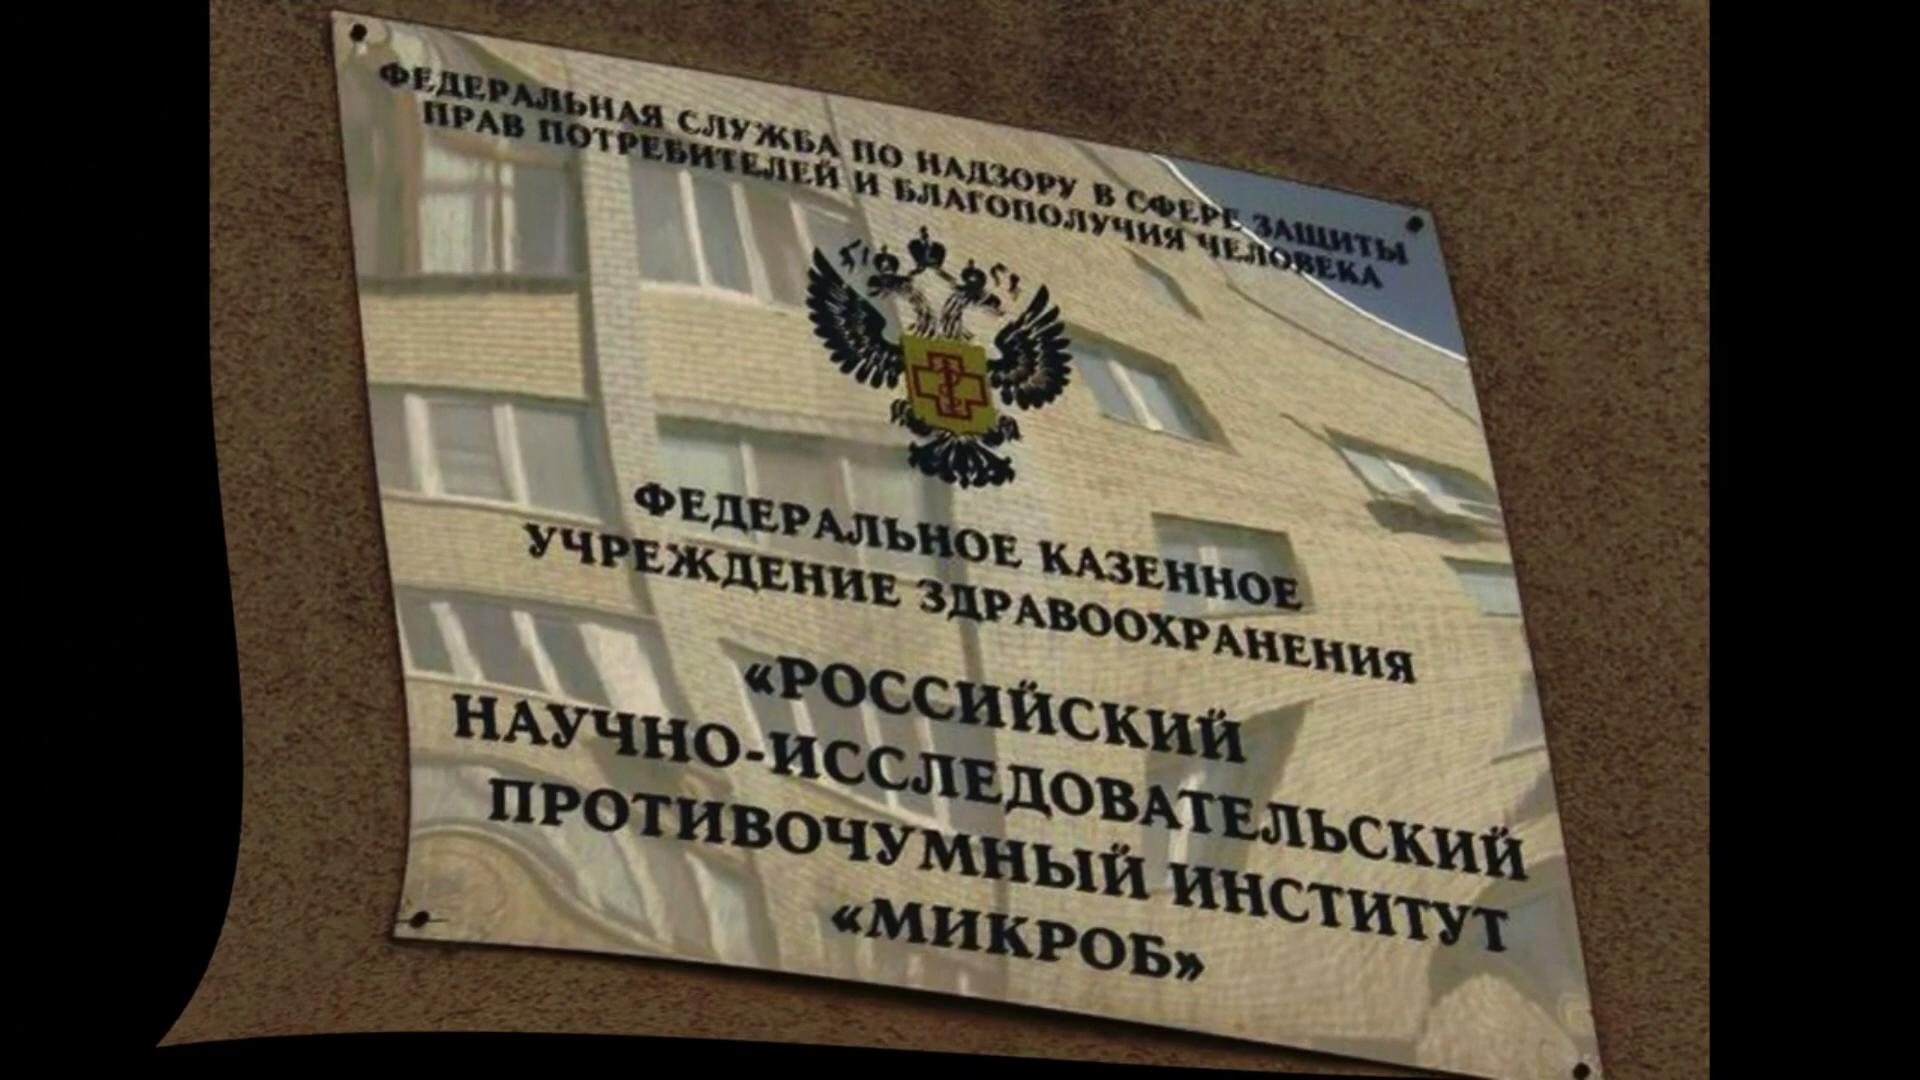 ФЕДЕРАЛЬНАЯ СЛУЖБА ПО НАДЗОРУ В СФЕРЕ ЗАЩИТЫ
ПРАВ ПОТРЕБИТЕЛЕЙ И БЛАГОПОЛУЧИЯ ЧЕЛОВЕКА
ФЕДЕРАЛЬНОЕ КАЗЕННОЕ
УЧРЕЖДЕНИЕ ЗДРАВООХРАНЕНИЯ
«РОССИЙСКИЙ
НАУЧНО-ИССЛЕДОВАТЕЛЬСКИЙ
ПРОТИВОЧУМНЫЙ ИНСТИТУТ
«МИКРОБ»